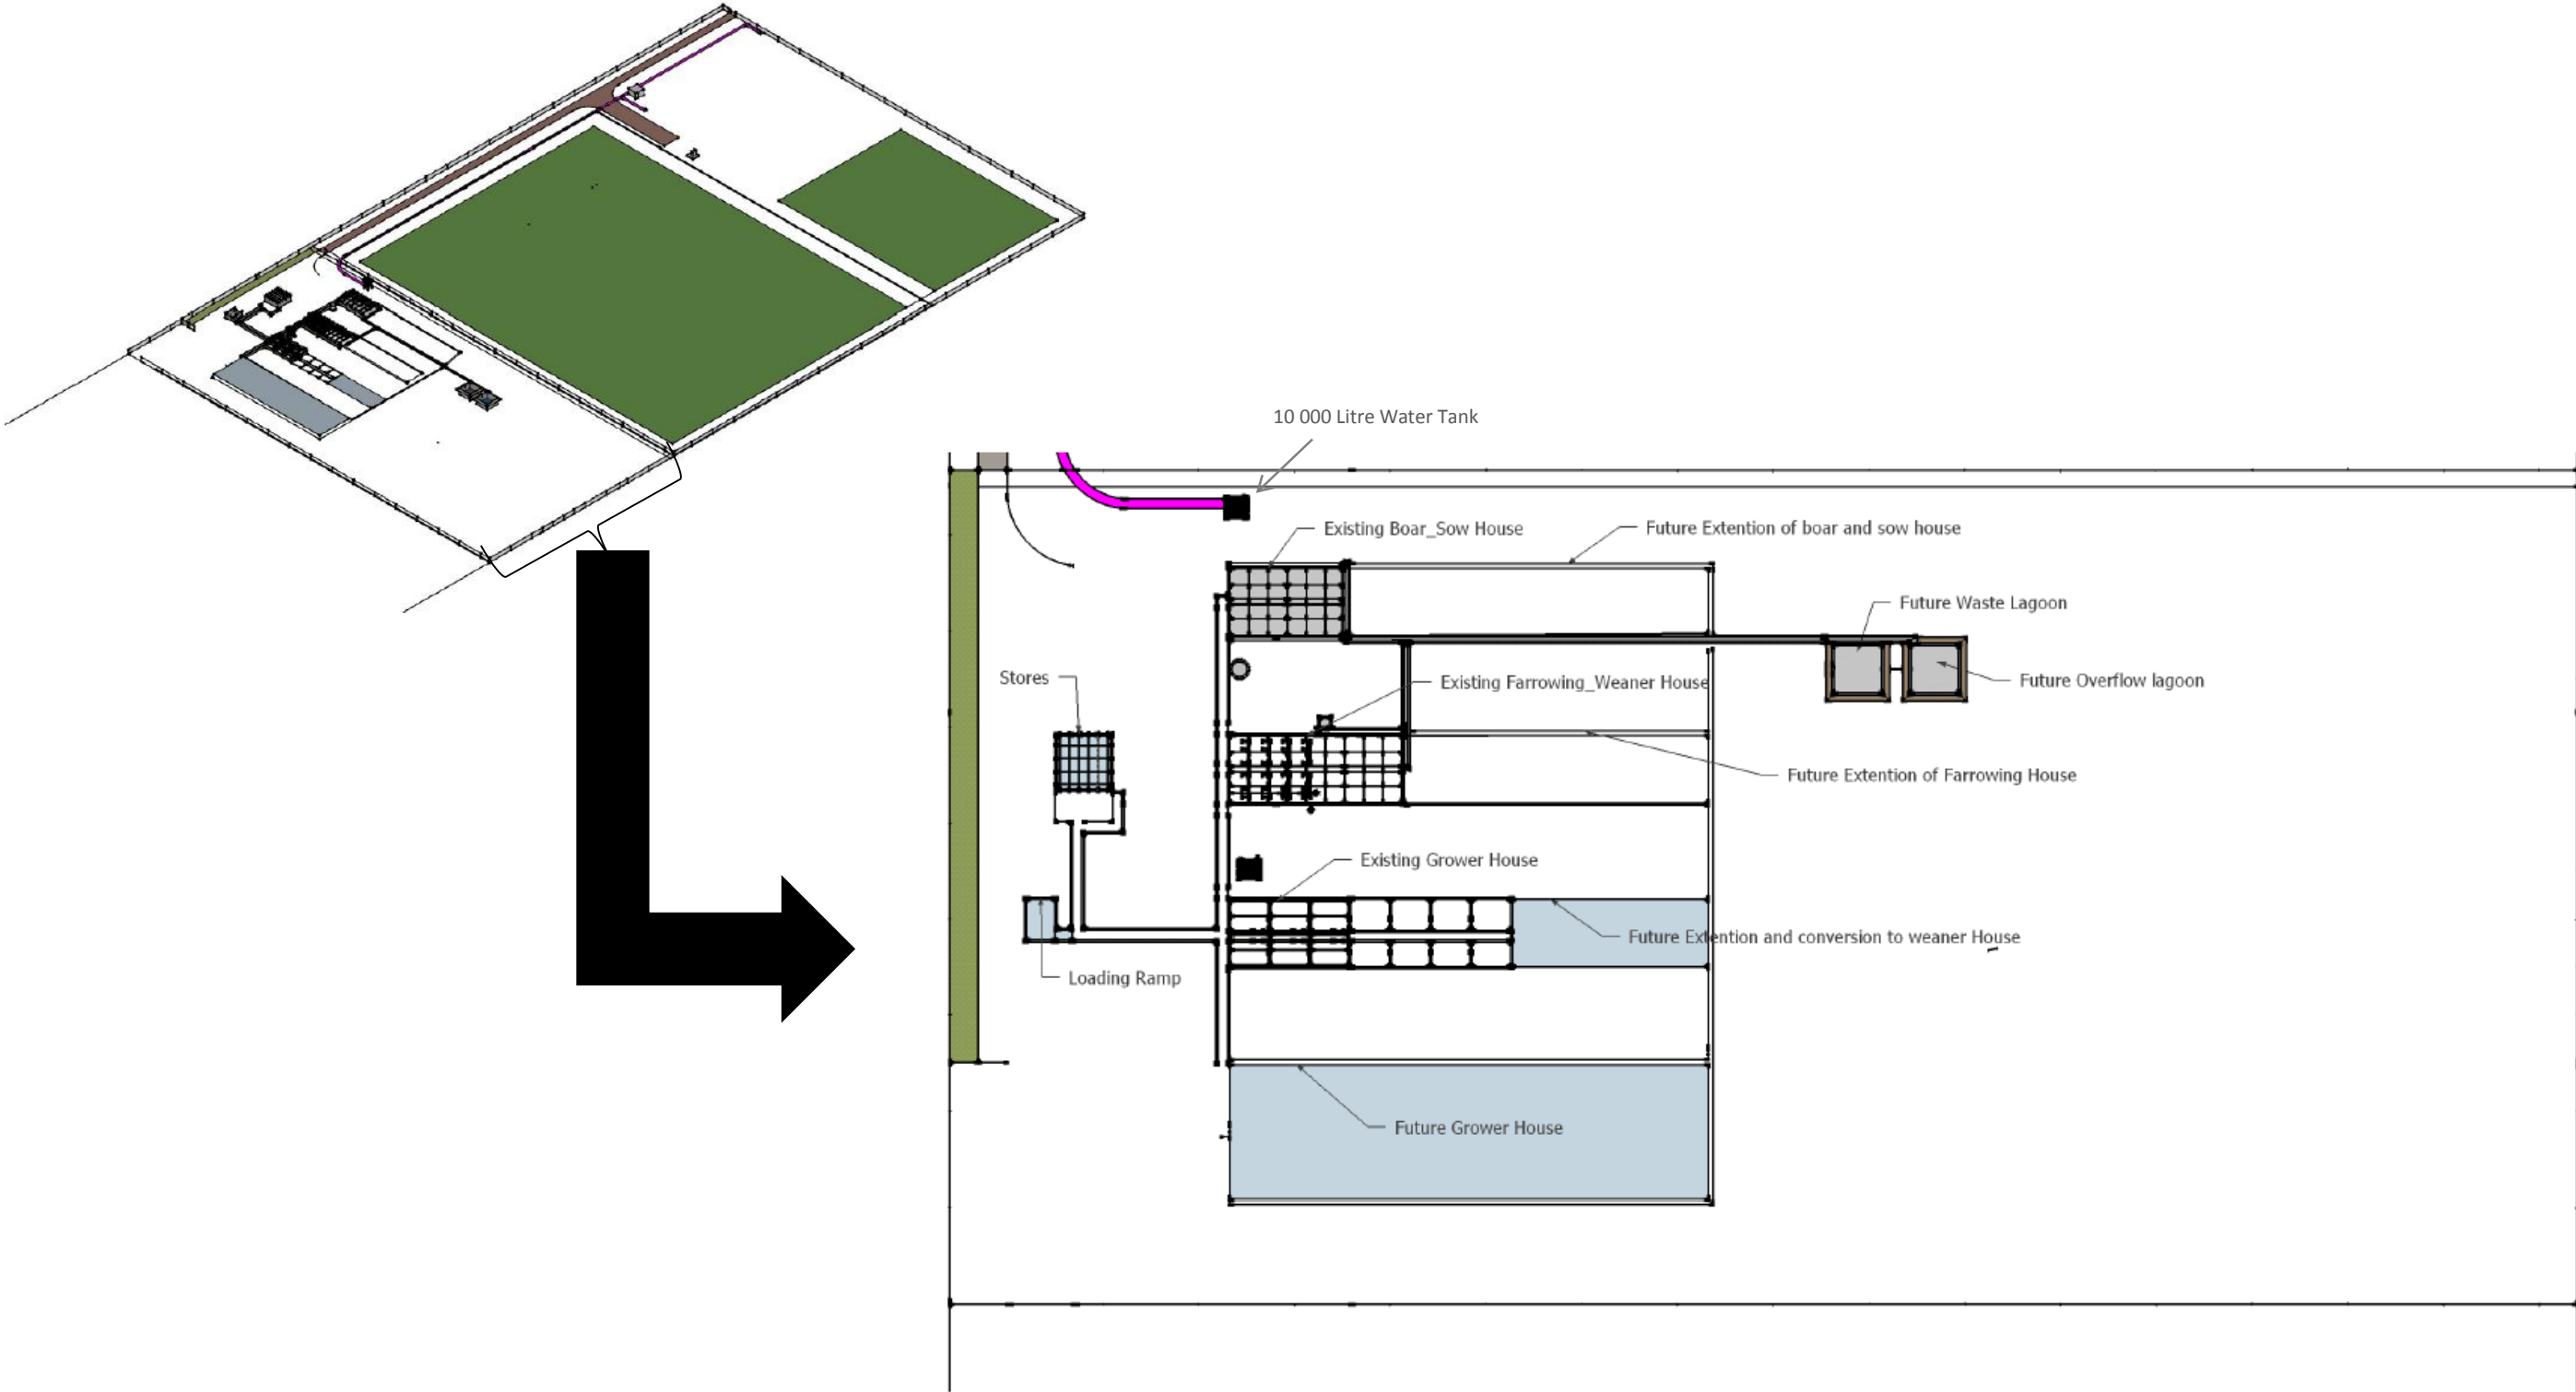 10 000 Litre Water Tank
Existing Boar_Sow House
Future Extention of boar and sow house
Future Waste Lagoon
Stores
Existing Farrowing_Weaner House
Future Overflow lagoon
Future Extention of Farrowing House
Existing Grower House
Future Extention and conversion to weaner House
Loading Ramp
Future Grower House